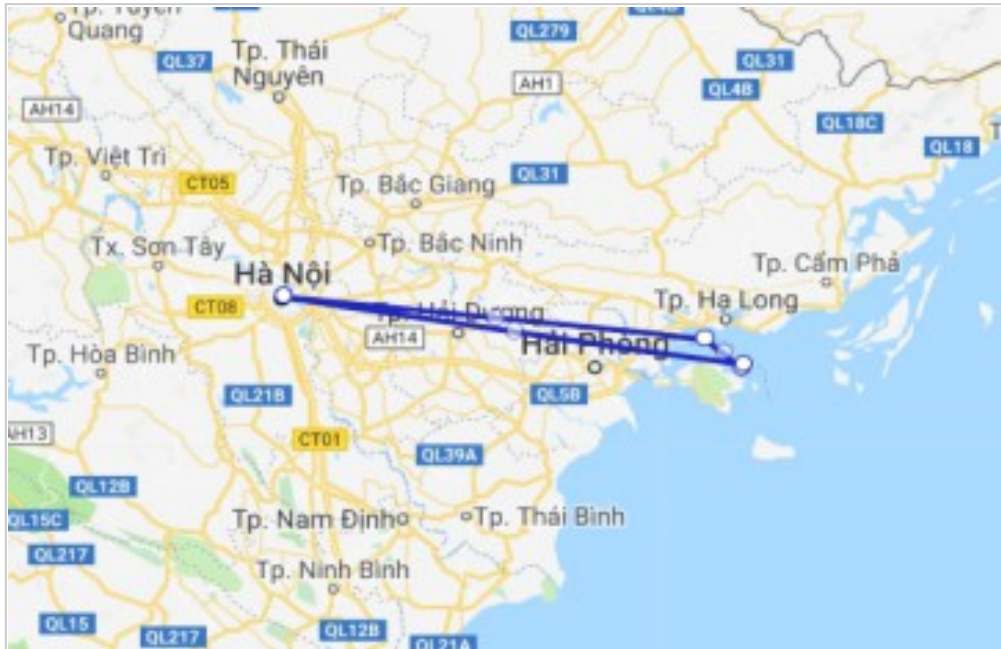 Tp. Tuyên
Quang
QL37
Tp. Thái
Nguyên
QL279
AH1
QL31
QL4B
QL18C
QL18
AH14
Tp. Việt Trì
CT05
Tp. Bắc Giang
QL31
Tx. Sơn Tây
Tp. Bắc Ninh
Hà Nội
CT08
Tp. Cẩm Phả
Tp. Hạ Long
Tp. Hải Dương
AH14
Hải Phòng
Tp. Hòa Bình
QL21B
QL5B
AH13
CT01
QL39A
QL12B
QL15C
Tp. Nam Định
Tp. Thái Bình
QL217
Tp. Ninh Bình
QL15
QL217
QL12B
QL21A